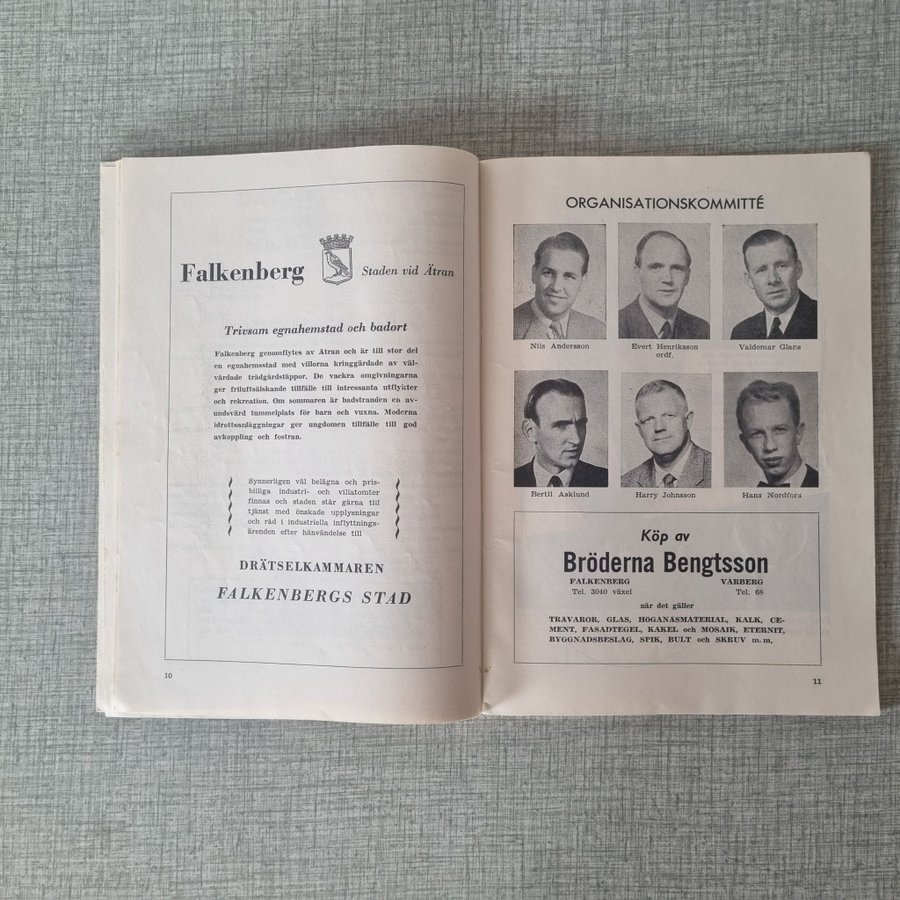 Falkenberg
Staden vid Ätran
Trivsam egnahemstad och badort
Falkenberg genomflytes av Ätran och är till stor del
en egnahemsstad med villorna kringgärdade av väl-
vårdade trädgårdstäppor. De vackra omgivningarna
ger friluftsälskande tillfälle till intressanta utflykter
och rekreation. Om sommaren är badstranden en av-
undsvärd tummelplats för barn och vuxna. Moderna
idrottsanläggningar ger ungdomen tillfälle till god
avkoppling och fostran.
Synnerligen väl belägna och pris-
billiga industri- och villatomter
finnas och staden står gärna till
tjänst med önskade upplysningar
och råd i industriella inflyttnings-
ärenden efter hänvändelse till
DRÄTSELKAMMAREN
FALKENBERGS STAD
10
ORGANISATIONSKOMMITTÉ
Nils Andersson
Evert Henriksson
ordf.
Valdemar Glans
Bertil Asklund
Harry Johnsson
Hans Nordfors
Köp av
Bröderna Bengtsson
FALKENBERG
VARBERG
Tel. 2040 växel
Tel. 68
när det gäller
TRÄVAROR, GLAS, HÖGANÄSMATERIAL, KALK, CE-
MENT, FASADTEGEL, KAKEL och MOSAIK, ETERNIT,
BYGGNADSBESLAG, SPIK, BULT och SKRUV m. m.
11